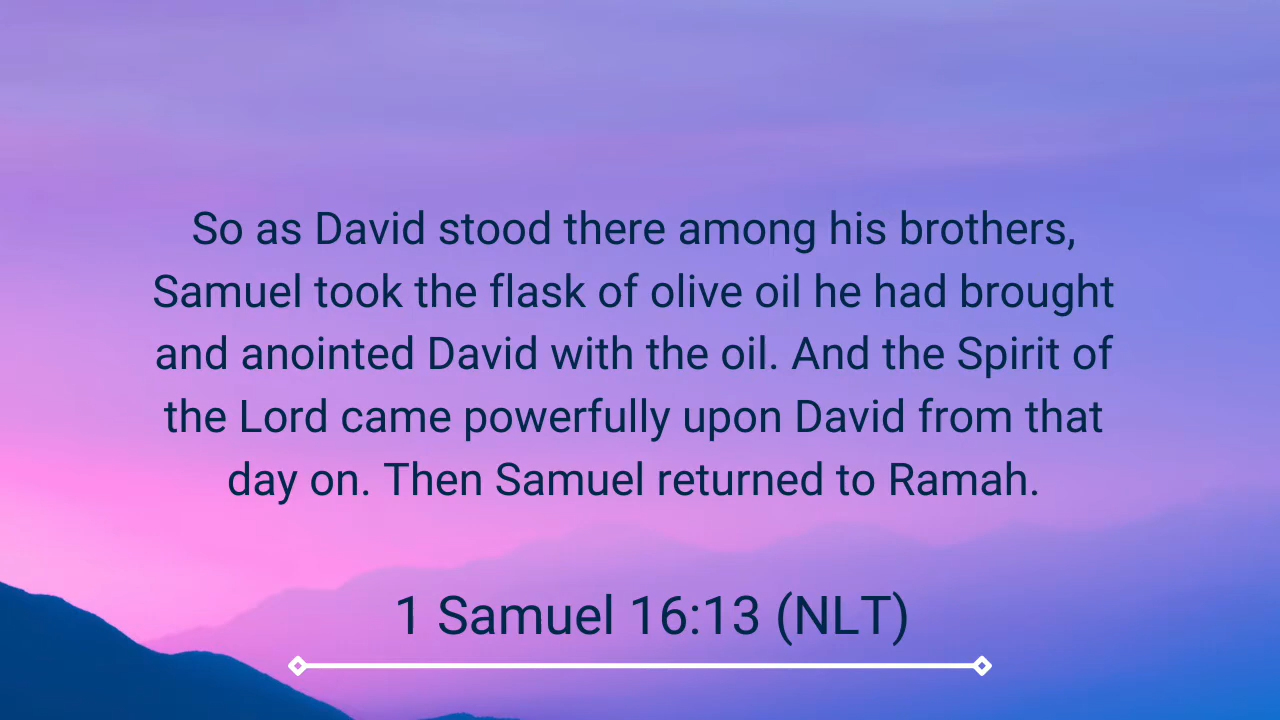 So as David stood there among his brothers,
Samuel took the flask of olive oil he had brought
and anointed David with the oil. And the Spirit of
the Lord came powerfully upon David from that
day on. Then Samuel returned to Ramah.
1 Samuel 16:13 (NLT)